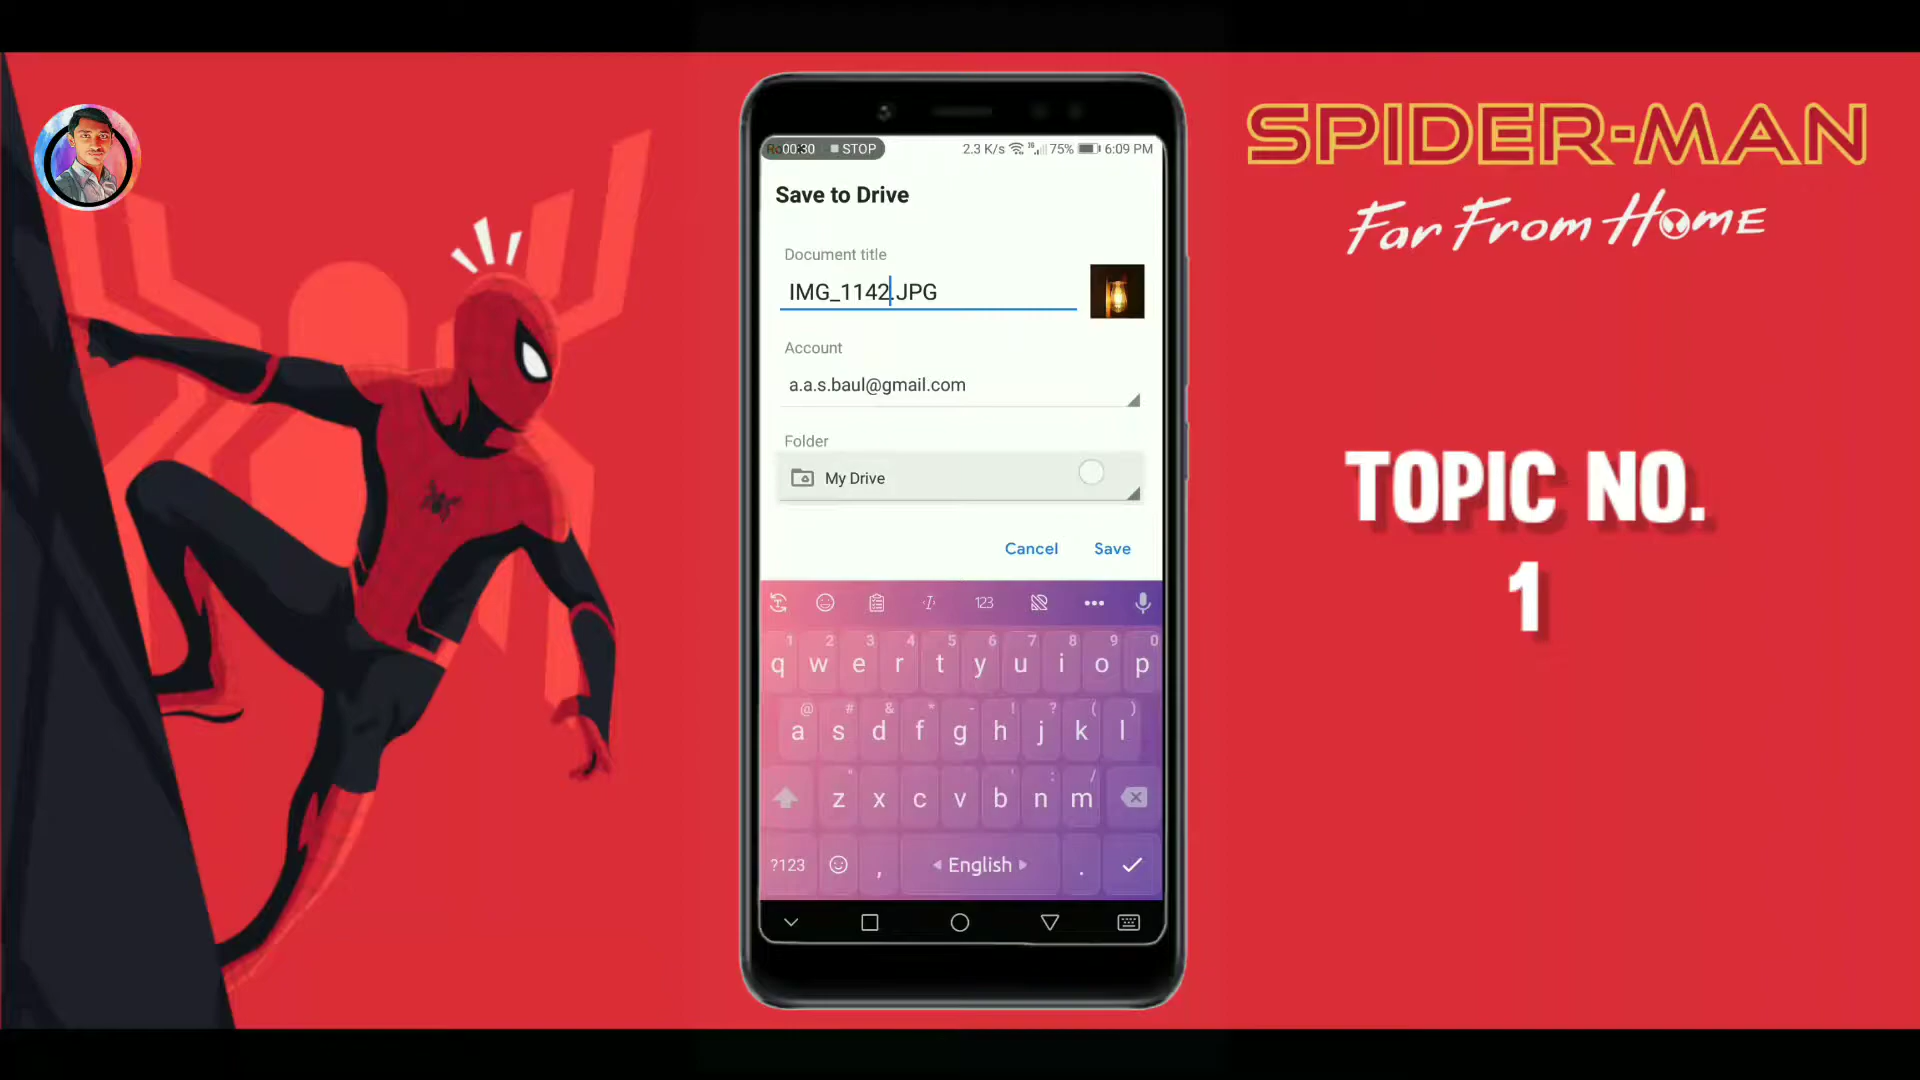 SPIDER-MAN
Far From Home
TOPIC NO.
1
00:30 STOP 2.3 K/s 75% 6:09 PM
Save to Drive
Document title
IMG_1142.JPG
Account
a.a.s.baul@gmail.com
Folder
My Drive
Cancel Save
123
1 2 3 4 5 6 7 8 9 0
q w e r t y u i o p
@ # & * - ! ? ( )
a s d f g h j k l
" ' : /
z x c v b n m
?123 , English .